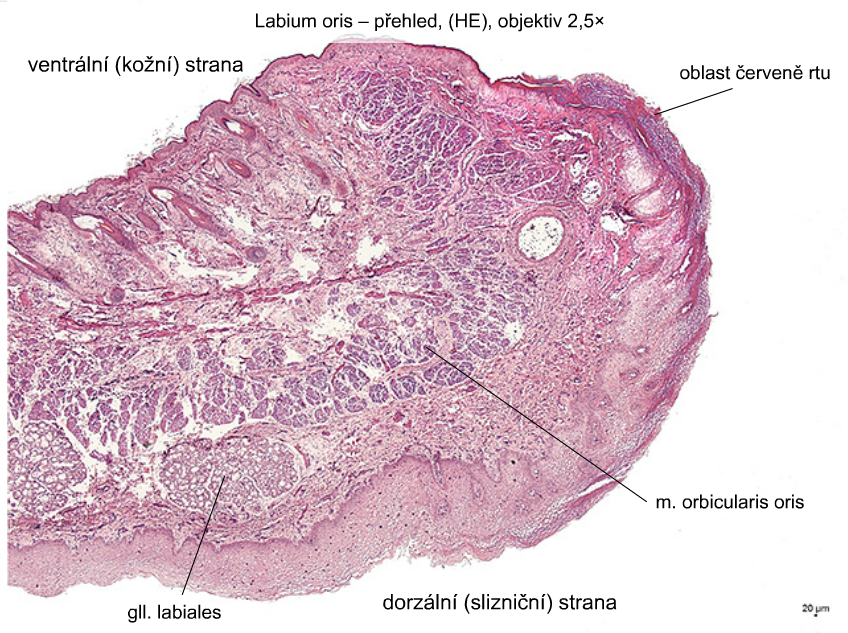 Labium oris – přehled, (HE), objektiv 2,5×
ventrální (kožní) strana
oblast červeně rtu
m. orbicularis oris
dorzální (slizniční) strana
gll. labiales
20 µm